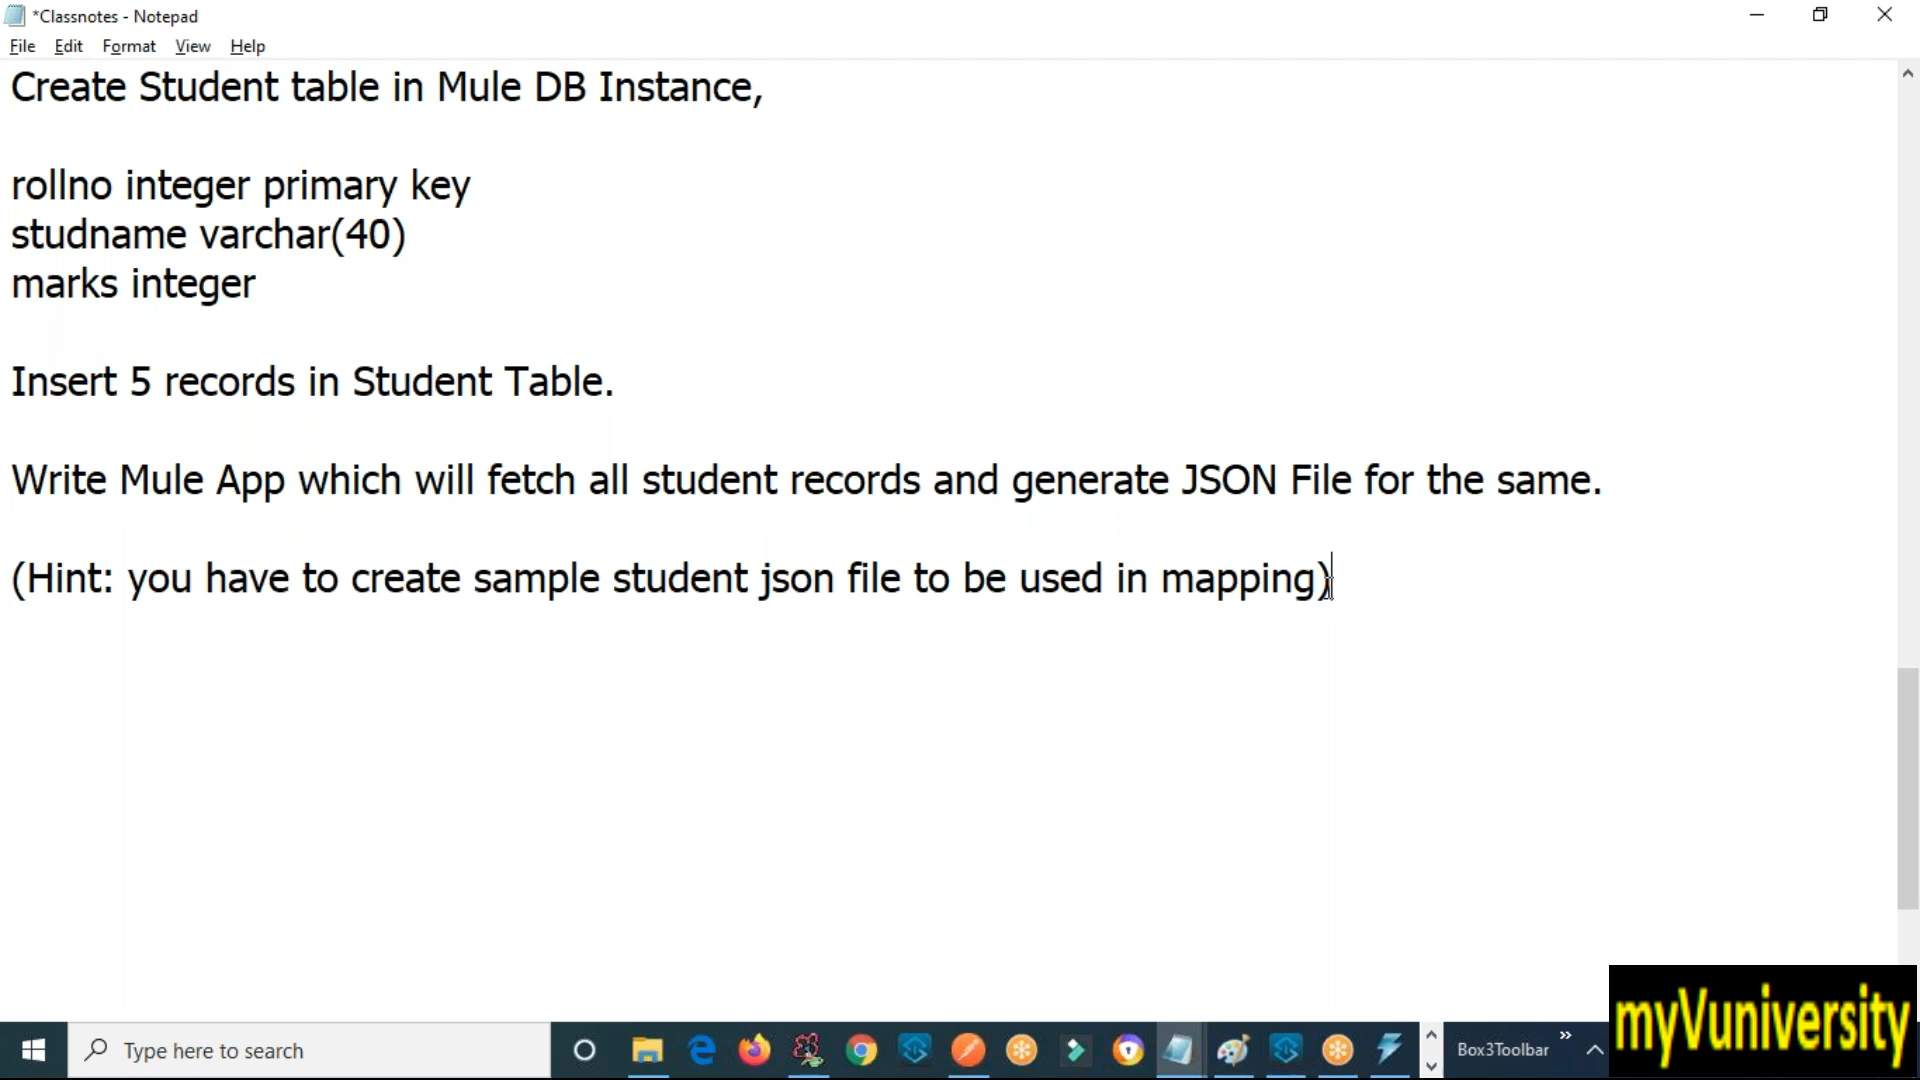 *Classnotes - Notepad
File Edit Format View Help
Create Student table in Mule DB Instance,
rollno integer primary key
studname varchar(40)
marks integer
Insert 5 records in Student Table.
Write Mule App which will fetch all student records and generate JSON File for the same.
(Hint: you have to create sample student json file to be used in mapping)
Type here to search
Box3Toolbar
myVuniversity